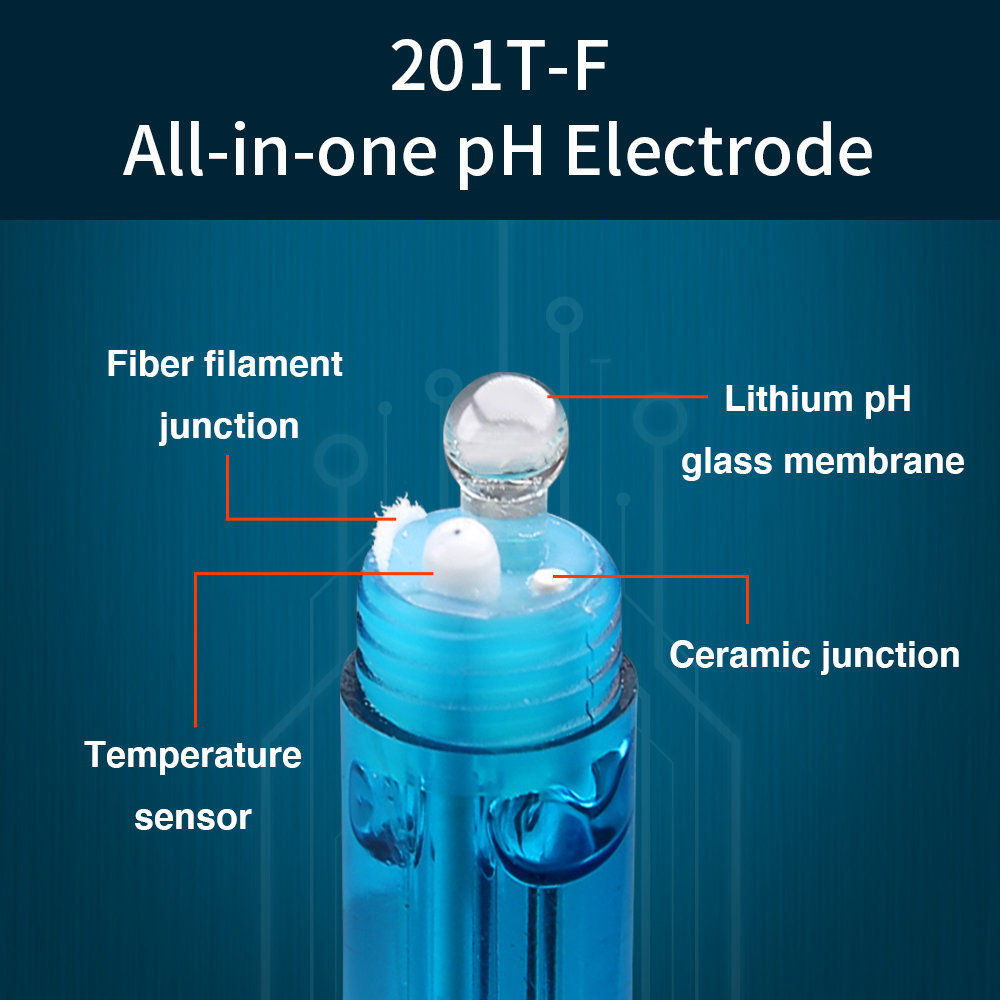 201T-F
All-in-one pH Electrode
Fiber filament
junction
Lithium pH
glass membrane
Ceramic junction
Temperature
sensor